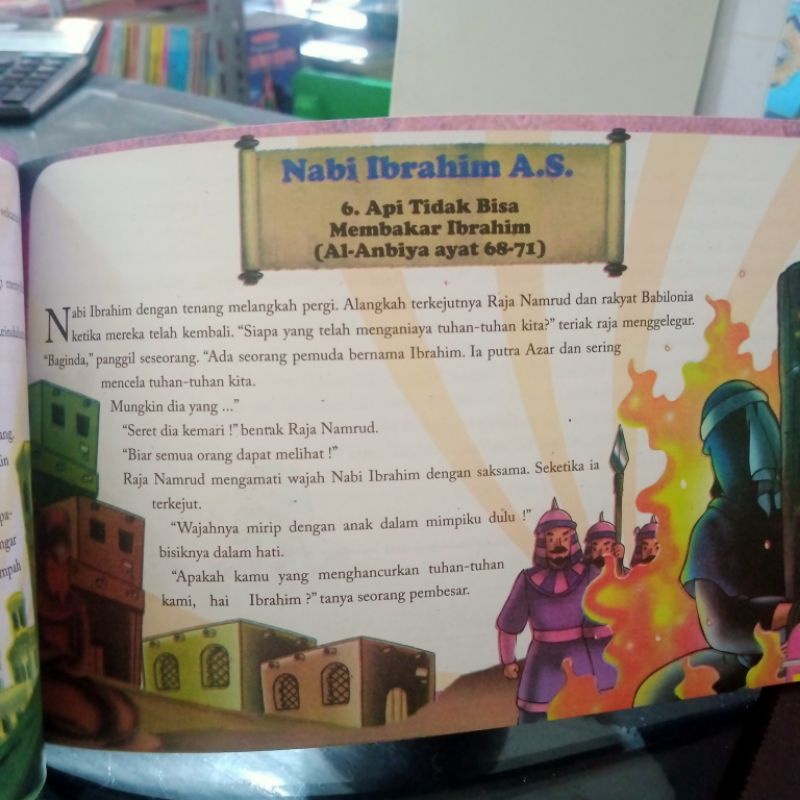 Nabi Ibrahim A.S.
6. Api Tidak Bisa
Membakar Ibrahim
(Al-Anbiya ayat 68-71)
Nabi Ibrahim dengan tenang melangkah pergi. Alangkah terkejutnya Raja Namrud dan rakyat Babilonia
ketika mereka telah kembali. “Siapa yang telah menganiaya tuhan-tuhan kita?” teriak raja menggelegar.
“Baginda,” panggil seseorang. “Ada seorang pemuda bernama Ibrahim. Ia putra Azar dan sering
mencela tuhan-tuhan kita.
Mungkin dia yang ...”
“Seret dia kemari !” bentak Raja Namrud.
“Biar semua orang dapat melihat !”
Raja Namrud mengamati wajah Nabi Ibrahim dengan saksama. Seketika ia
terkejut.
“Wajahnya mirip dengan anak dalam mimpiku dulu !”
bisiknya dalam hati.
“Apakah kamu yang menghancurkan tuhan-tuhan
kami, hai Ibrahim ?” tanya seorang pembesar.